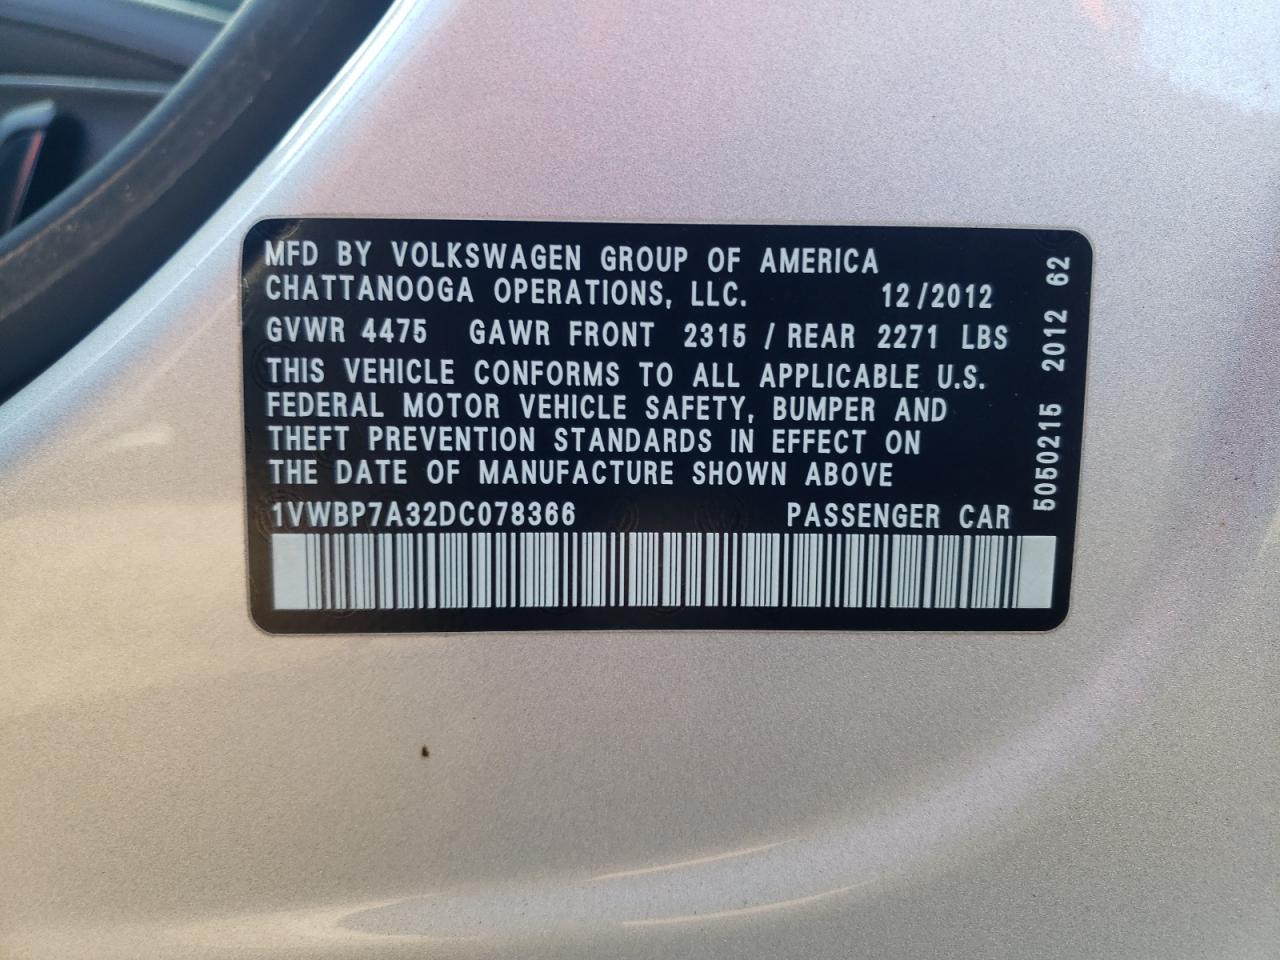 MFD BY VOLKSWAGEN GROUP OF AMERICA
CHATTANOOGA OPERATIONS, LLC. 12/2012
GVWR 4475 GAWR FRONT 2315 / REAR 2271 LBS
THIS VEHICLE CONFORMS TO ALL APPLICABLE U.S.
FEDERAL MOTOR VEHICLE SAFETY, BUMPER AND
THEFT PREVENTION STANDARDS IN EFFECT ON
THE DATE OF MANUFACTURE SHOWN ABOVE
1VWBP7A32DC078366 PASSENGER CAR
5050215 2012 62